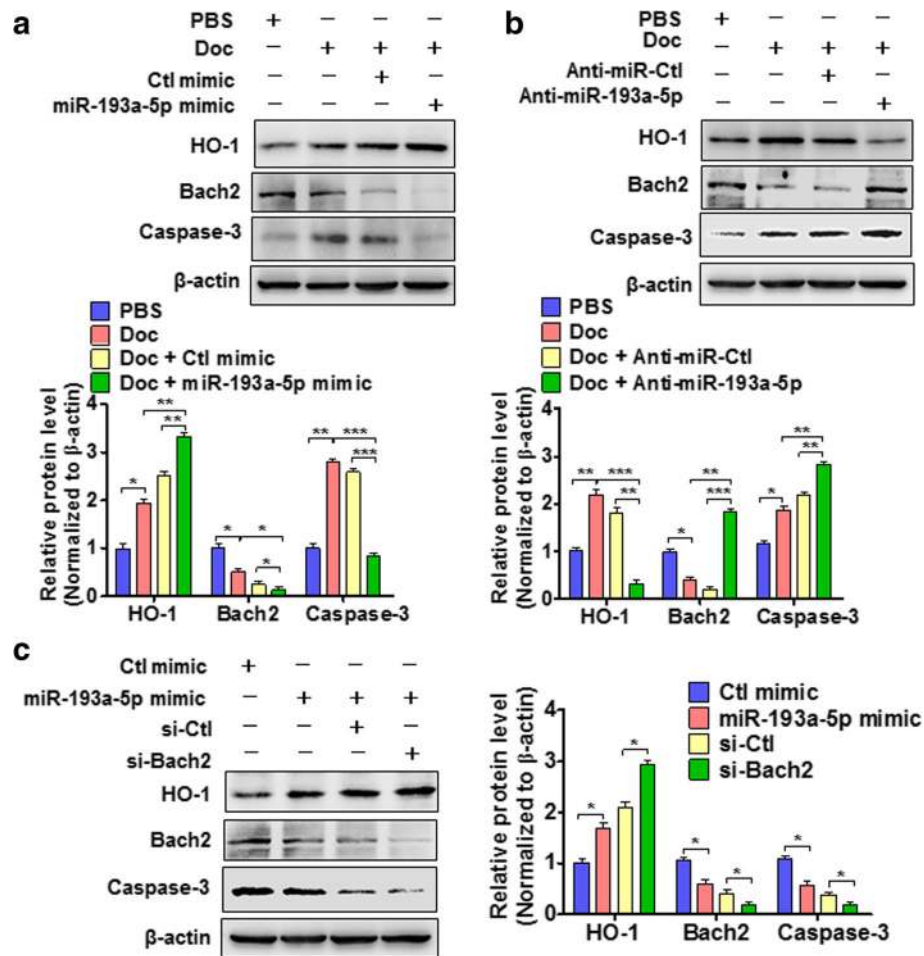 a
PBS + − − −
Doc − + + +
Ctl mimic − − + −
miR-193a-5p mimic − − − +
HO-1
Bach2
Caspase-3
β-actin
PBS
Doc
Doc + Ctl mimic
Doc + miR-193a-5p mimic
Relative protein level
(Normalized to β-actin)
4
3
2
1
0
* ** **
* * *
** *** ***
HO-1 Bach2 Caspase-3
b
PBS + − − −
Doc − + + +
Anti-miR-Ctl − − + −
Anti-miR-193a-5p − − − +
HO-1
Bach2
Caspase-3
β-actin
PBS
Doc
Doc + Anti-miR-Ctl
Doc + Anti-miR-193a-5p
Relative protein level
(Normalized to β-actin)
4
3
2
1
0
** *** **
* ** ***
* ** **
HO-1 Bach2 Caspase-3
c
Ctl mimic + − − −
miR-193a-5p mimic − + + +
si-Ctl − − + −
si-Bach2 − − − +
HO-1
Bach2
Caspase-3
β-actin
Ctl mimic
miR-193a-5p mimic
si-Ctl
si-Bach2
Relative protein level
(Normalized to β-actin)
4
3
2
1
0
* *
* *
* *
HO-1 Bach2 Caspase-3